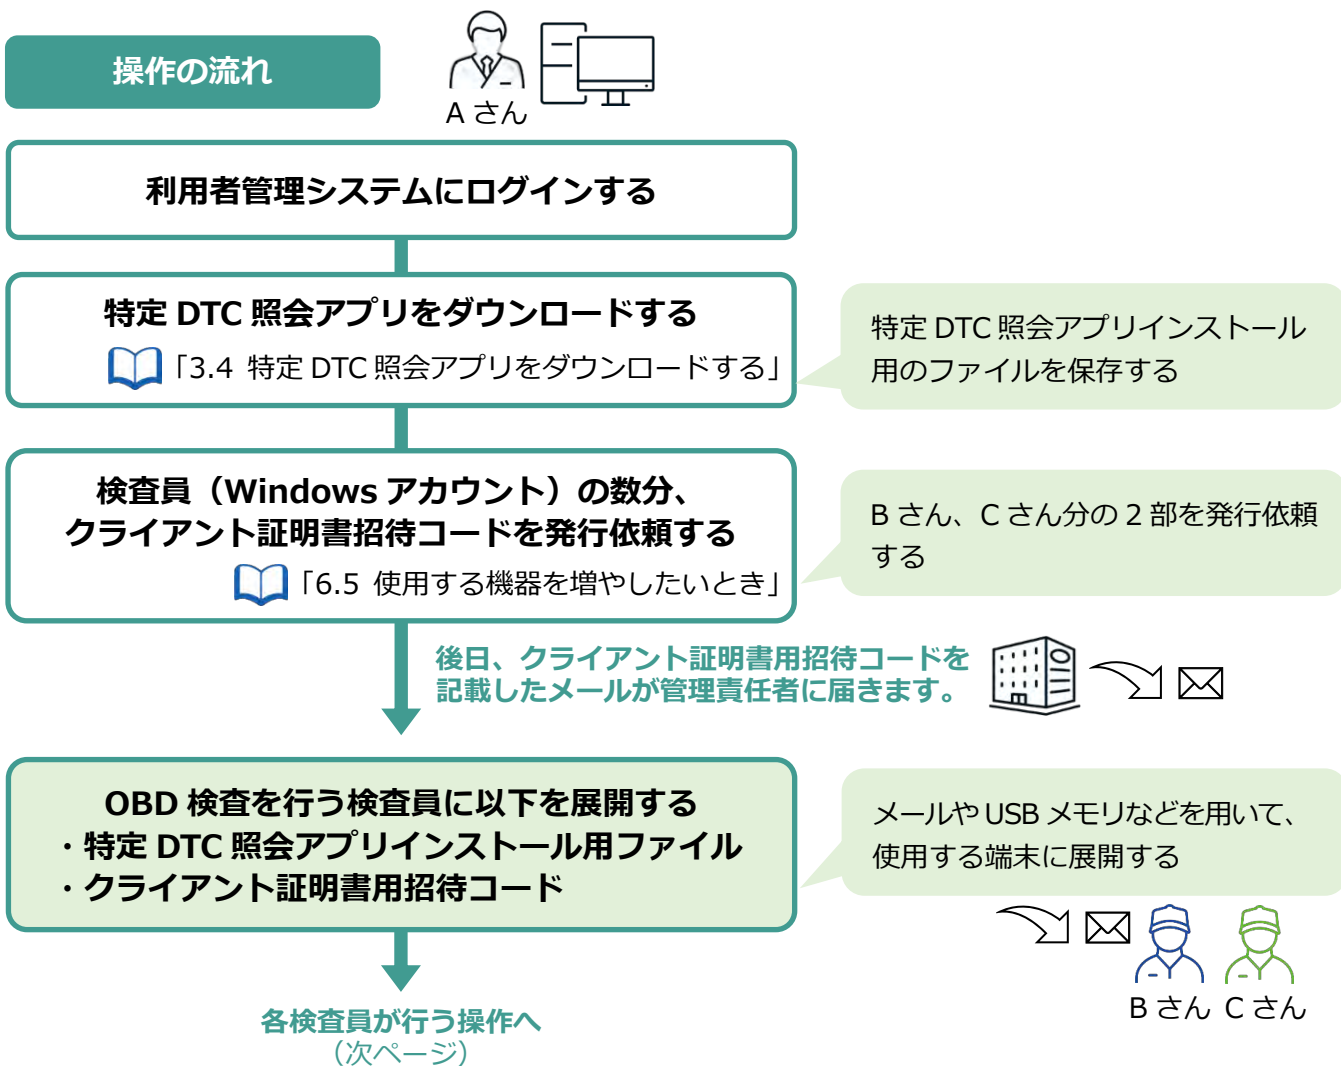 操作の流れ
A さん
利用者管理システムにログインする
特定 DTC 照会アプリをダウンロードする
「3.4 特定 DTC 照会アプリをダウンロードする」
特定 DTC 照会アプリインストール
用のファイルを保存する
検査員（Windows アカウント）の数分、
クライアント証明書招待コードを発行依頼する
「6.5 使用する機器を増やしたいとき」
B さん、C さん分の 2 部を発行依頼
する
後日、クライアント証明書用招待コードを
記載したメールが管理責任者に届きます。
OBD 検査を行う検査員に以下を展開する
・特定 DTC 照会アプリインストール用ファイル
・クライアント証明書用招待コード
メールや USB メモリなどを用いて、
使用する端末に展開する
B さん C さん
各検査員が行う操作へ
（次ページ）